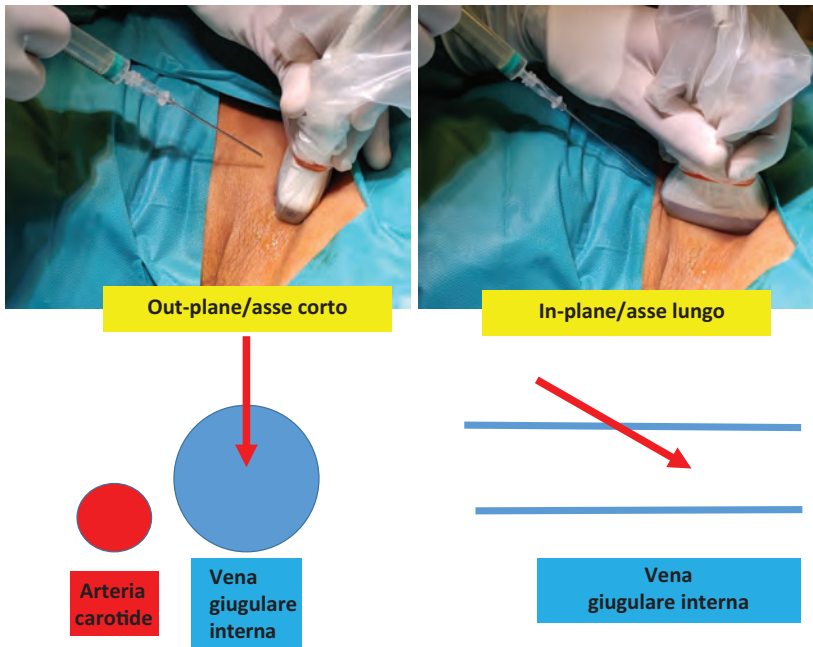 Out-plane/asse corto
In-plane/asse lungo
Arteria
carotide
Vena
giugulare
interna
Vena
giugulare interna